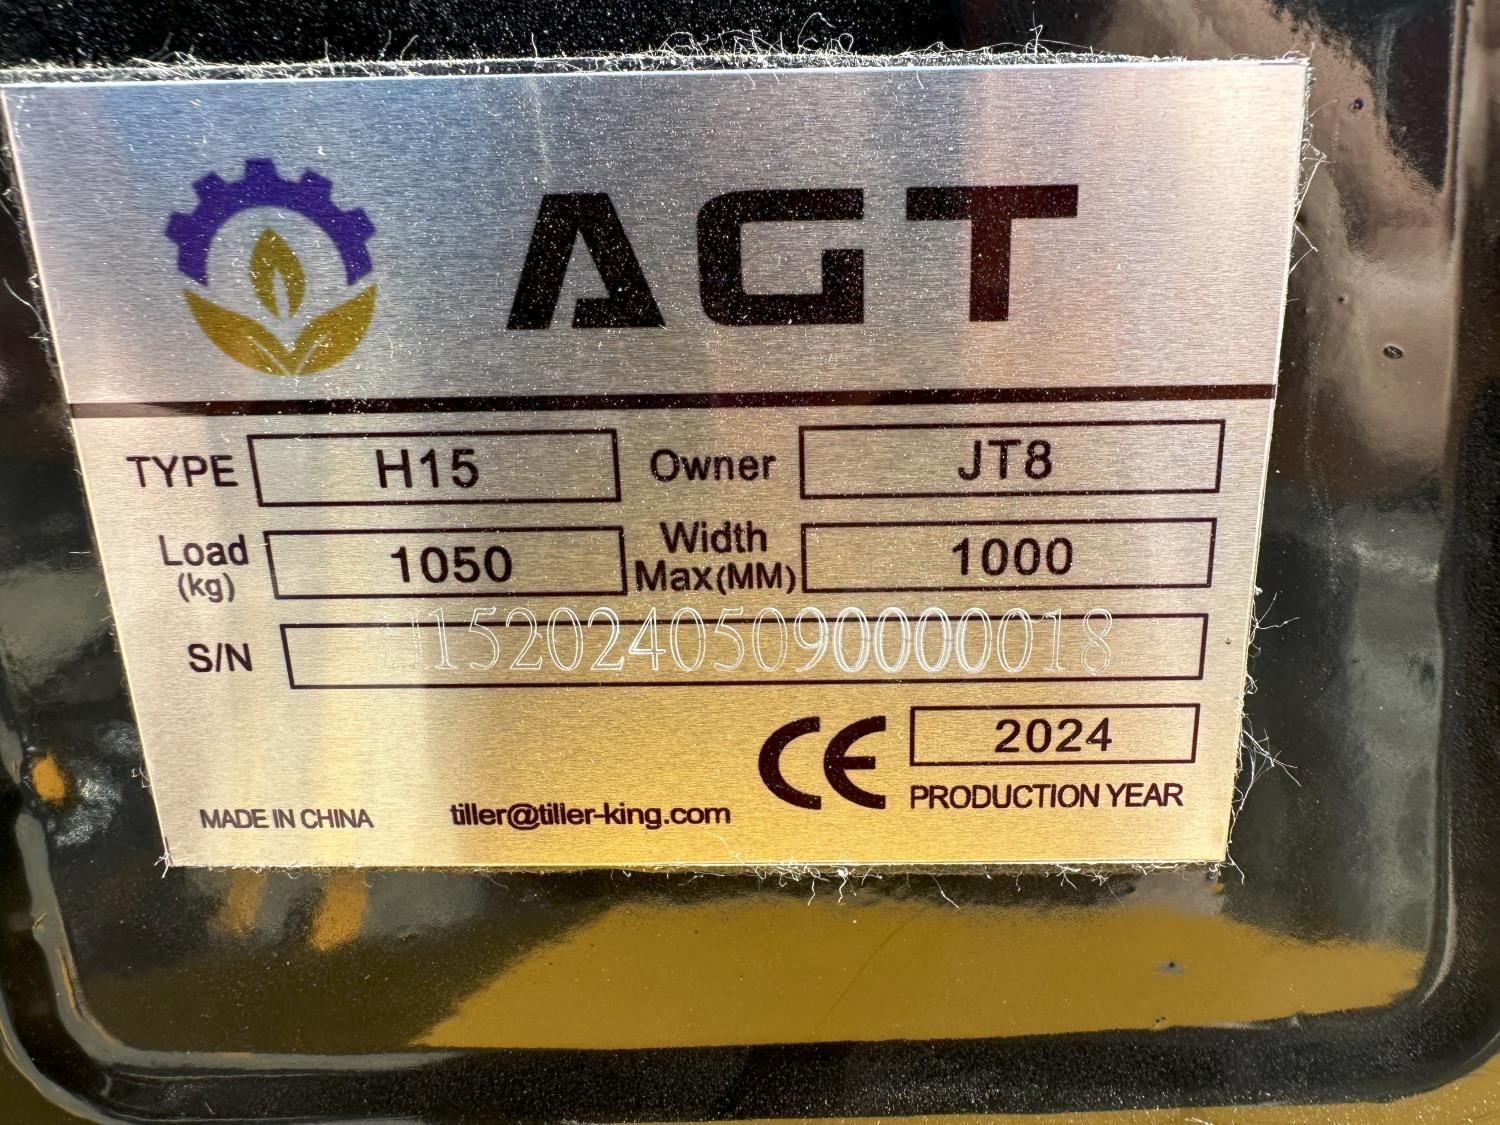 AGT
TYPE H15 Owner JT8
Load (kg) 1050 Width Max(MM) 1000
S/N H15202405090000018
CE 2024
MADE IN CHINA tiller@tiller-king.com PRODUCTION YEAR